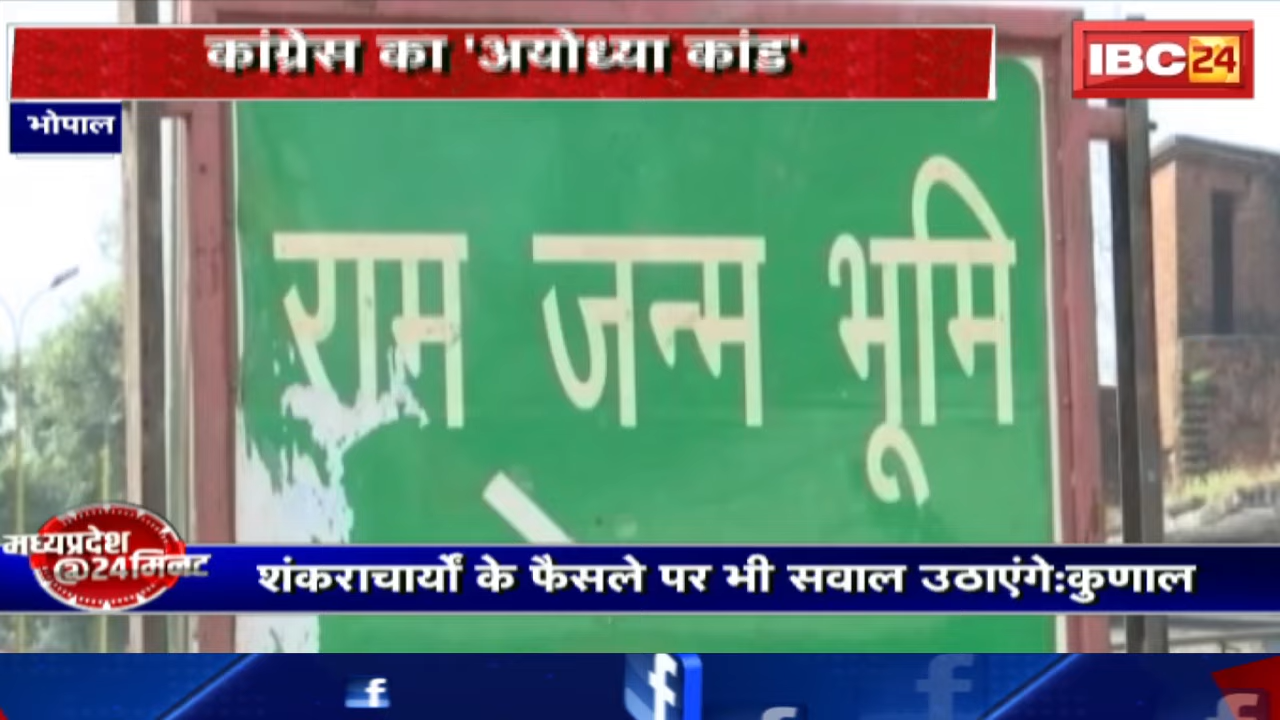 कांग्रेस का 'अयोध्या कांड'
IBC24
भोपाल
राम जन्म भूमि
मध्यप्रदेश
@24मिनट
शंकराचार्यों के फैसले पर भी सवाल उठाएंगे:कुणाल